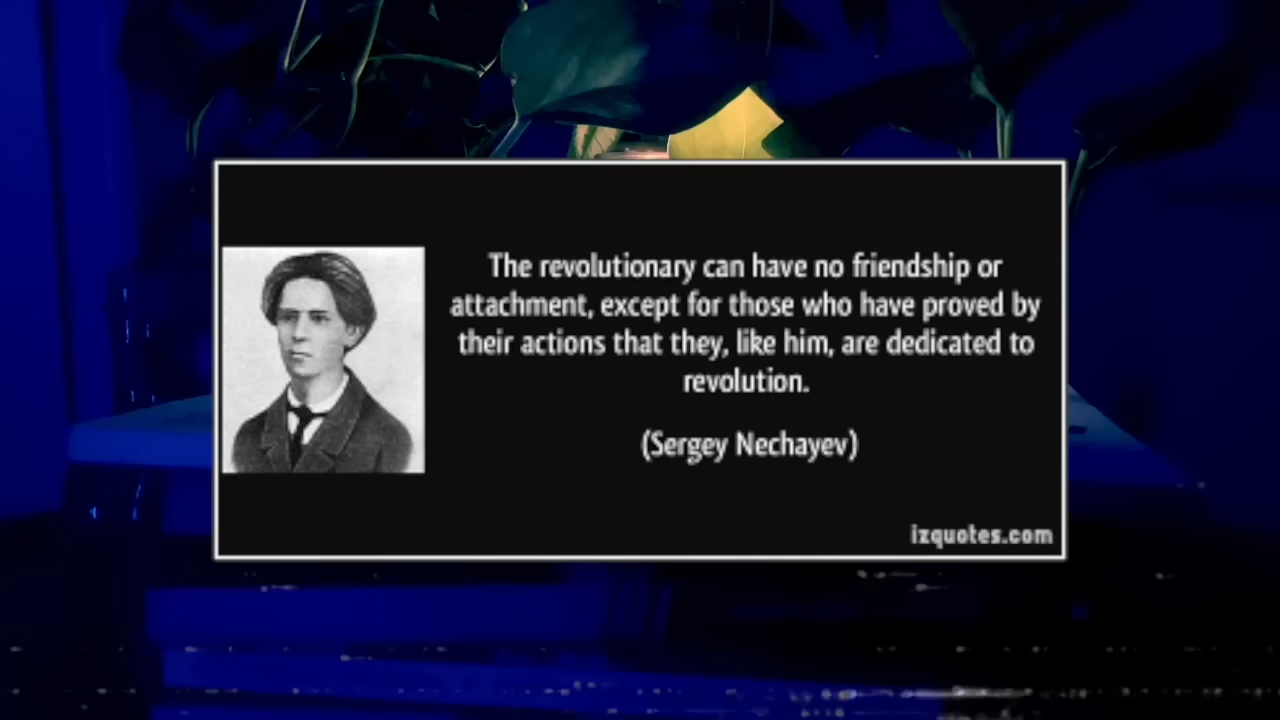 The revolutionary can have no friendship or
attachment, except for those who have proved by
their actions that they, like him, are dedicated to
revolution.
(Sergey Nechayev)
izquotes.com